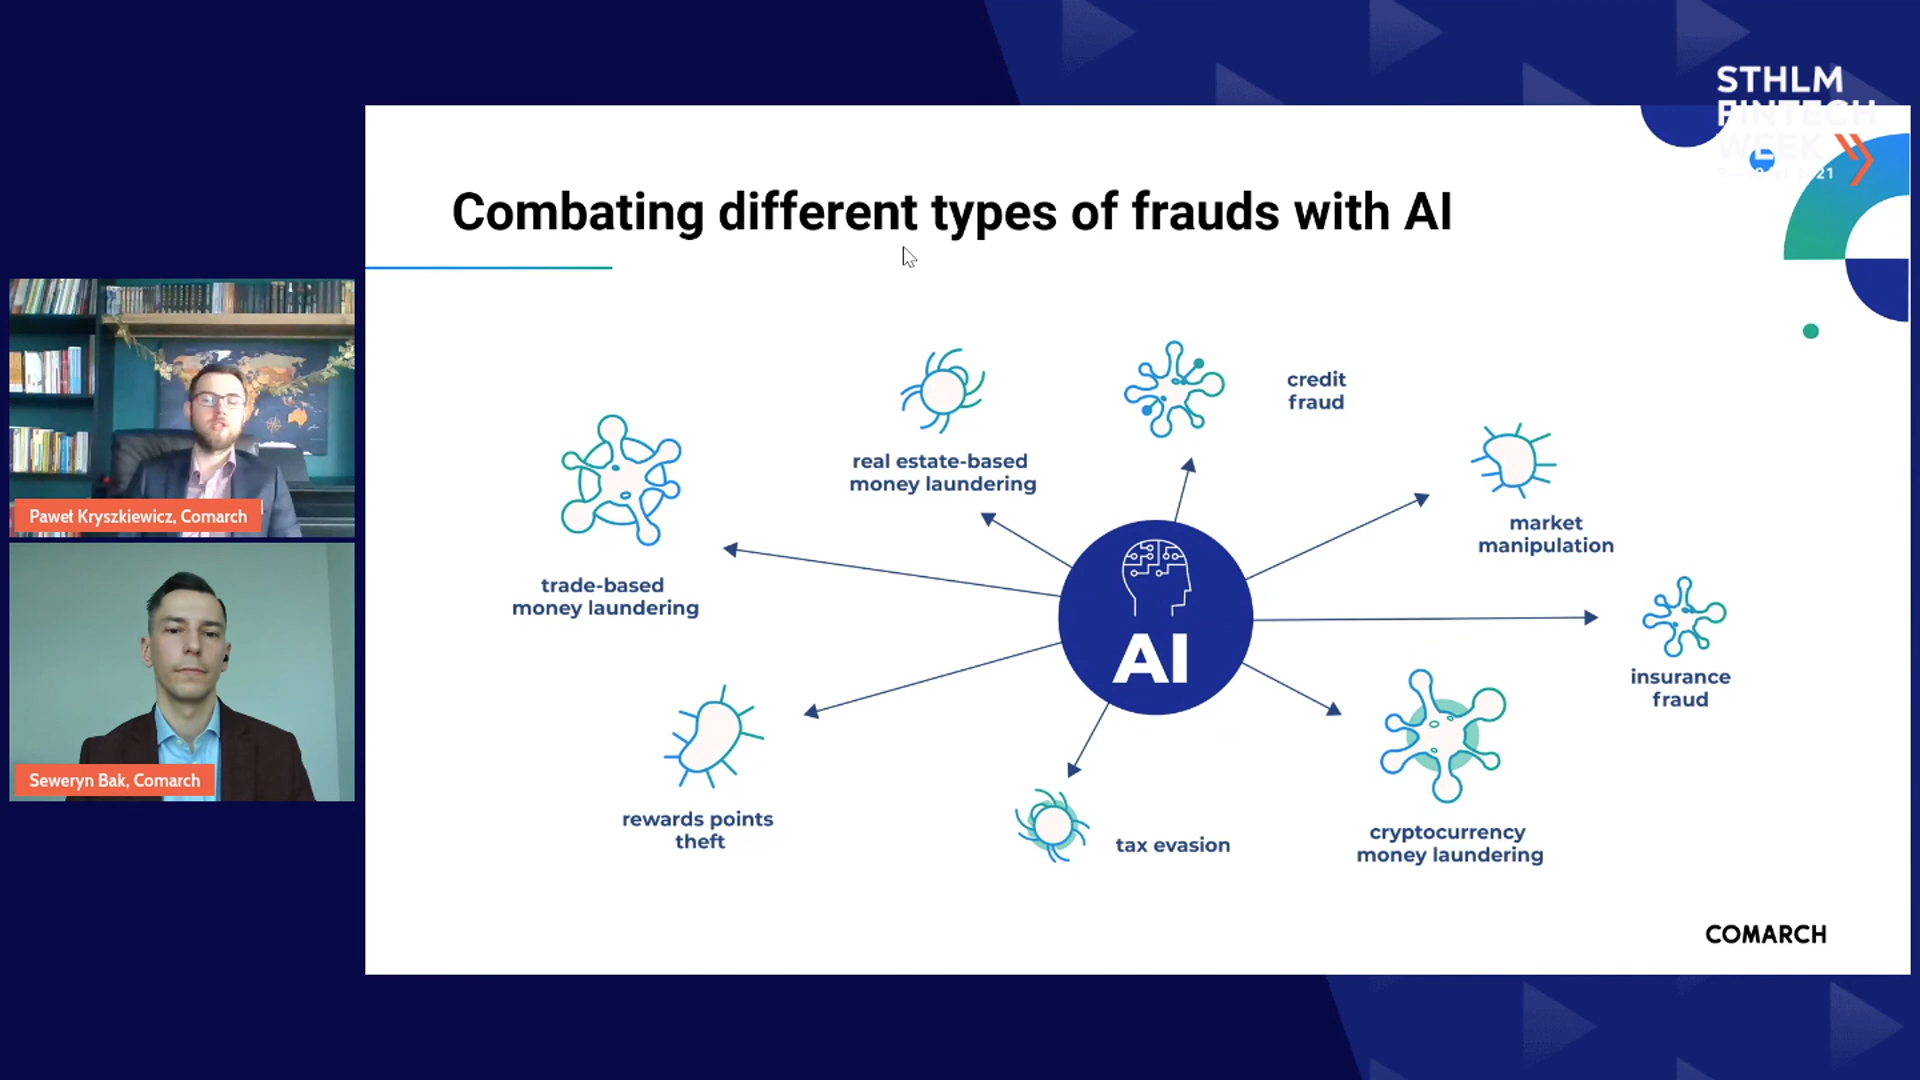 STHLM
FINTECH
WEEK
Combating different types of frauds with AI
credit
fraud
real estate-based
money laundering
market
manipulation
trade-based
money laundering
AI
insurance
fraud
rewards points
theft
tax evasion
cryptocurrency
money laundering
COMARCH
Paweł Kryszkiewicz, Comarch
Seweryn Bak, Comarch